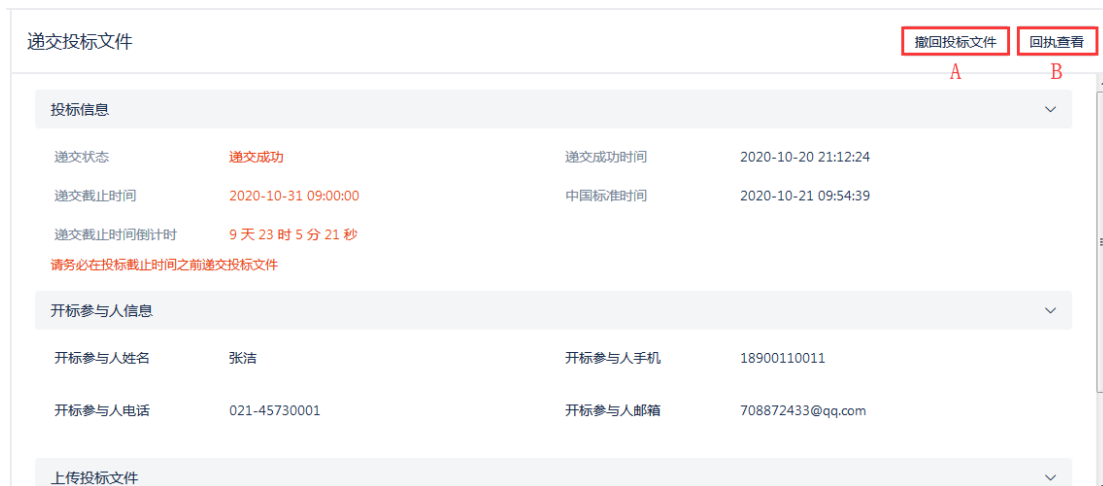 递交投标文件
撤回投标文件 回执查看
A B
投标信息
递交状态 递交成功 递交成功时间 2020-10-20 21:12:24
递交截止时间 2020-10-31 09:00:00 中国标准时间 2020-10-21 09:54:39
递交截止时间倒计时 9 天 23 时 5 分 21 秒
请务必在投标截止时间之前递交投标文件
开标参与人信息
开标参与人姓名 张洁 开标参与人手机 18900110011
开标参与人电话 021-45730001 开标参与人邮箱 708872433@qq.com
上传投标文件